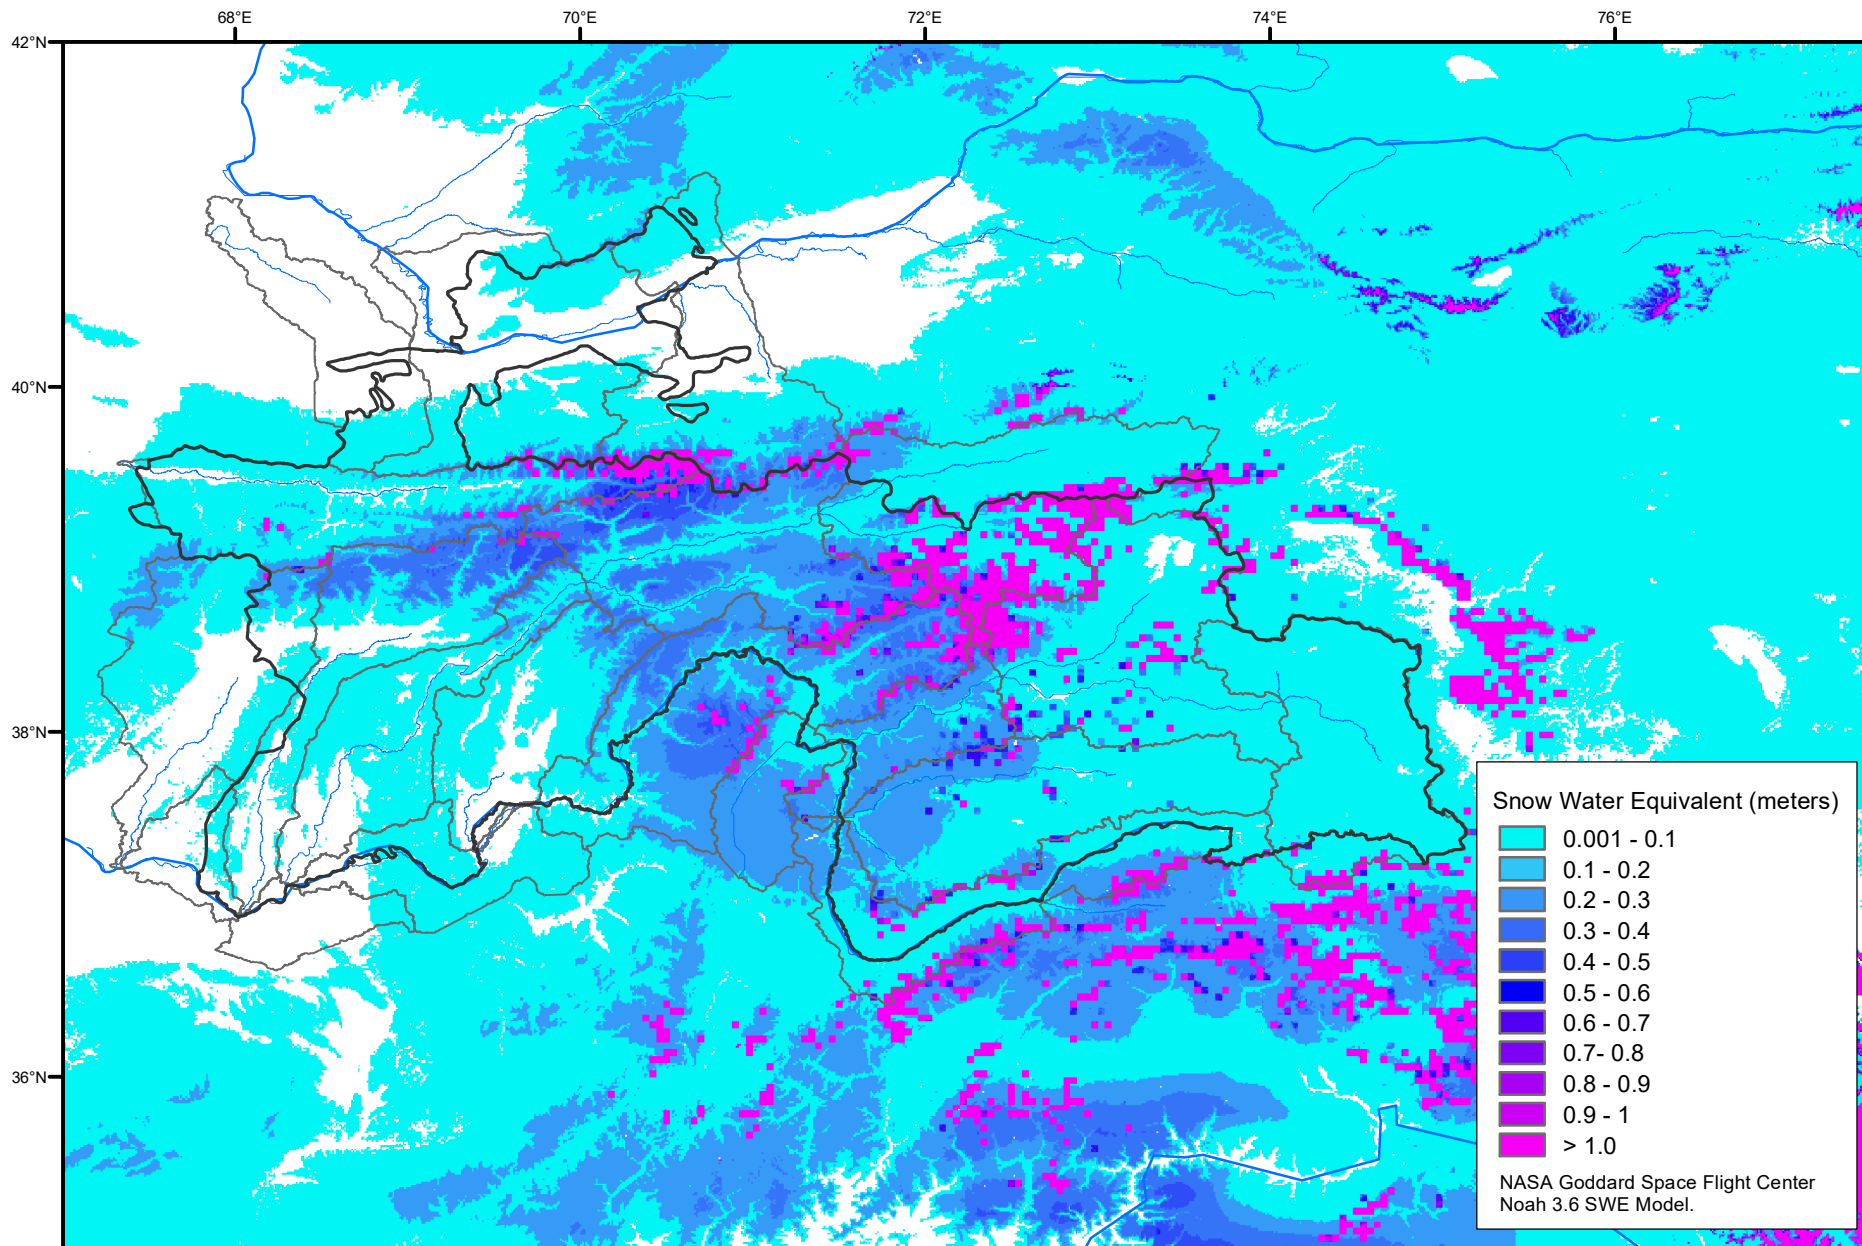 68°E 70°E 72°E 74°E 76°E
42°N
40°N
38°N
36°N
Snow Water Equivalent (meters)
0.001 - 0.1
0.1 - 0.2
0.2 - 0.3
0.3 - 0.4
0.4 - 0.5
0.5 - 0.6
0.6 - 0.7
0.7- 0.8
0.8 - 0.9
0.9 - 1
> 1.0
NASA Goddard Space Flight Center
Noah 3.6 SWE Model.